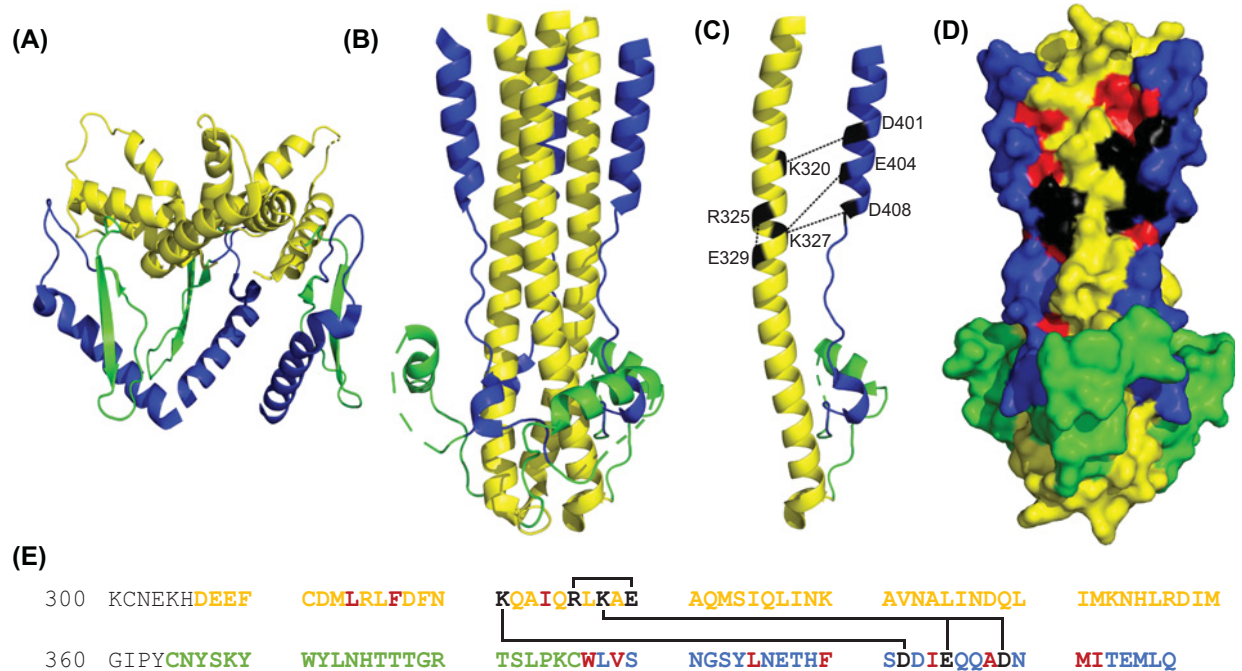 (A)
(B)
(C)
(D)
D401
K320
E404
R325
D408
K327
E329
(E)
300 KCNEKHDEEF CDMLRLFDFN KQAIQRLKAE AQMSIQLINK AVNALINDQL IMKNHLRDIM
360 GIPYCNYSKY WYLNHTTTGR TSLPKCWLVS NGSYLNETHF SDDIEQQADN MITEMLQ